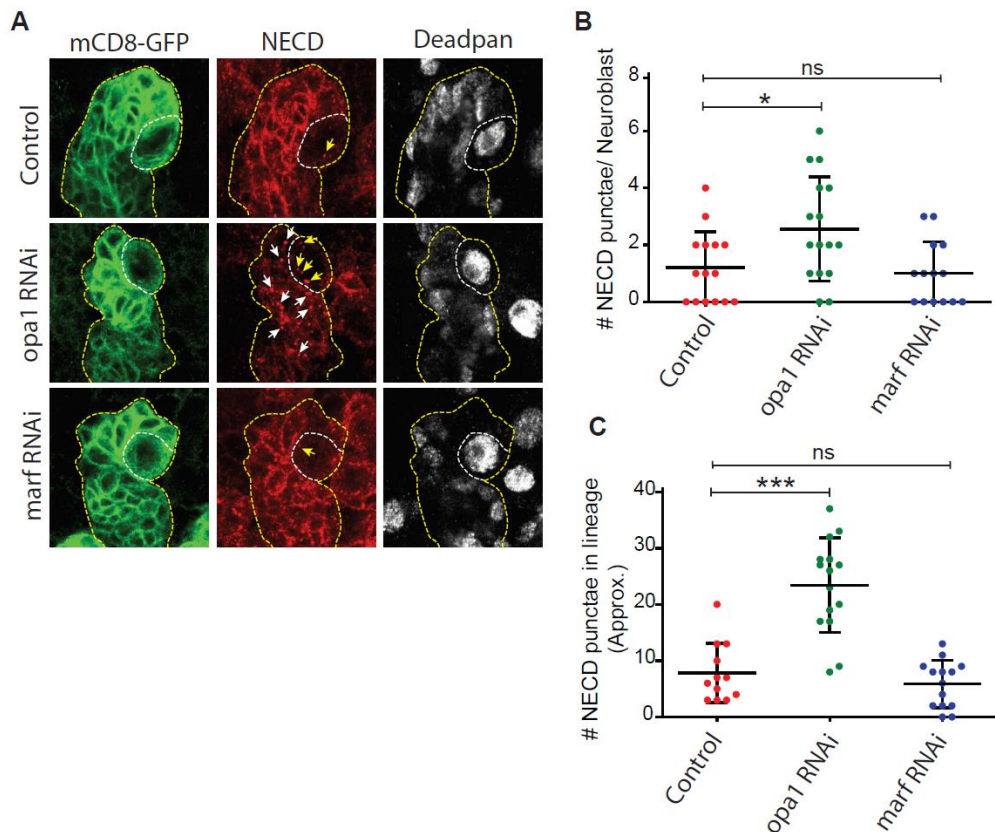 A
mCD8-GFP NECD Deadpan
Control
opa1 RNAi
marf RNAi
B
# NECD punctae/ Neuroblast
8
6
4
2
0
ns
*
Control opa1 RNAi marf RNAi
C
# NECD punctae in lineage
(Approx.)
40
30
20
10
0
ns
***
Control opa1 RNAi marf RNAi